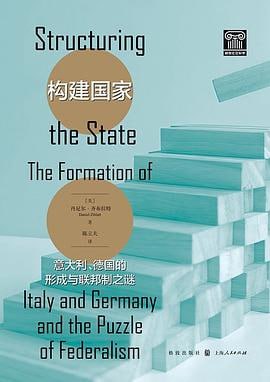 Structuring
构建国家
the State
The Formation of
[美]
丹尼尔·齐布拉特
Daniel Ziblatt
著
陈立夫
译
意大利、德国的
形成与联邦制之谜
Italy and Germany
and the Puzzle
of Federalism
格致出版社 上海人民出版社